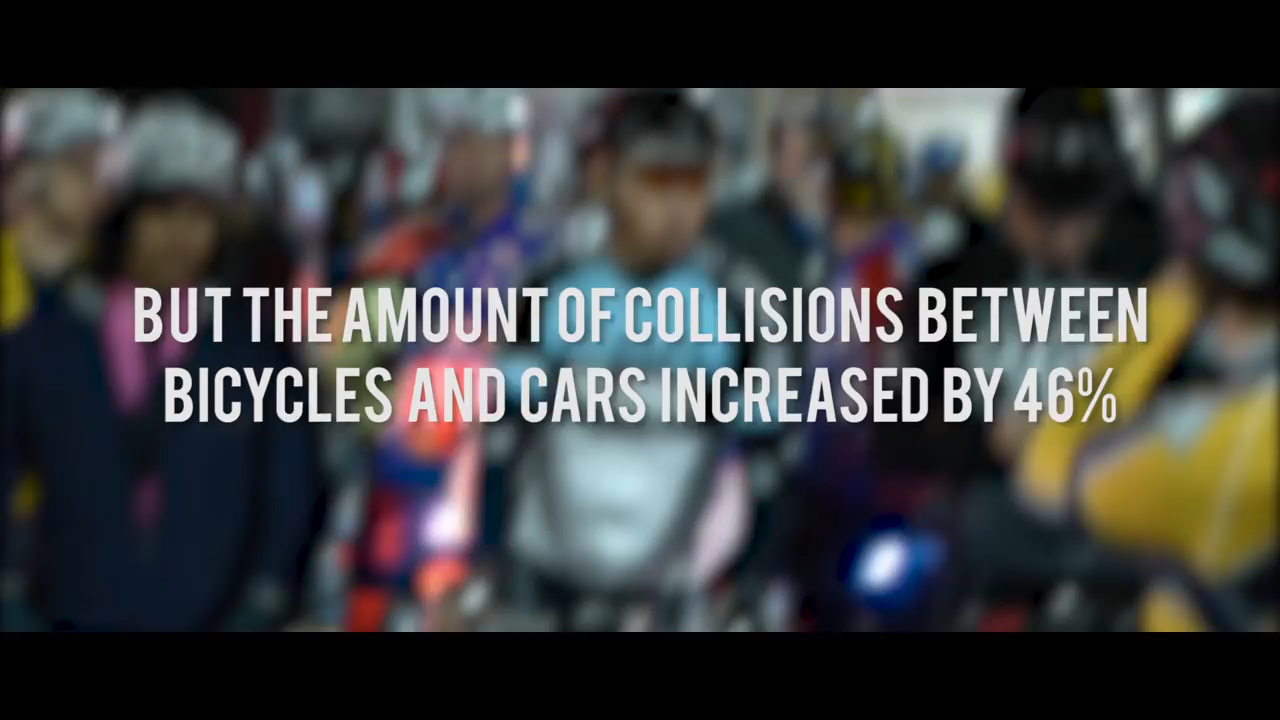 BUT THE AMOUNT OF COLLISIONS BETWEEN
BICYCLES AND CARS INCREASED BY 46%